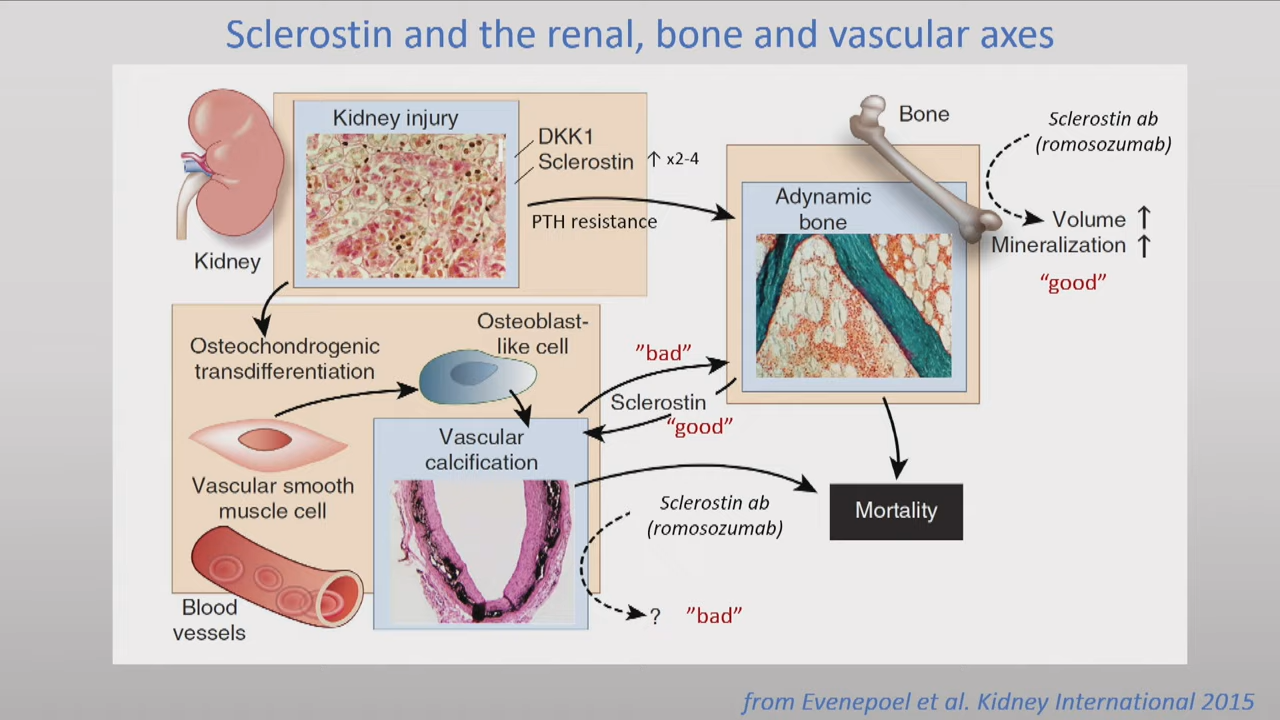 Sclerostin and the renal, bone and vascular axes
Kidney injury
DKK1
Sclerostin ↑ x2-4
PTH resistance
Kidney
Bone
Sclerostin ab
(romosozumab)
Adynamic
bone
Volume ↑
Mineralization ↑
“good”
Osteochondrogenic
transdifferentiation
Osteoblast-
like cell
”bad”
Sclerostin
“good”
Vascular
calcification
Vascular smooth
muscle cell
Sclerostin ab
(romosozumab)
Mortality
Blood
vessels
? ”bad”
from Evenepoel et al. Kidney International 2015